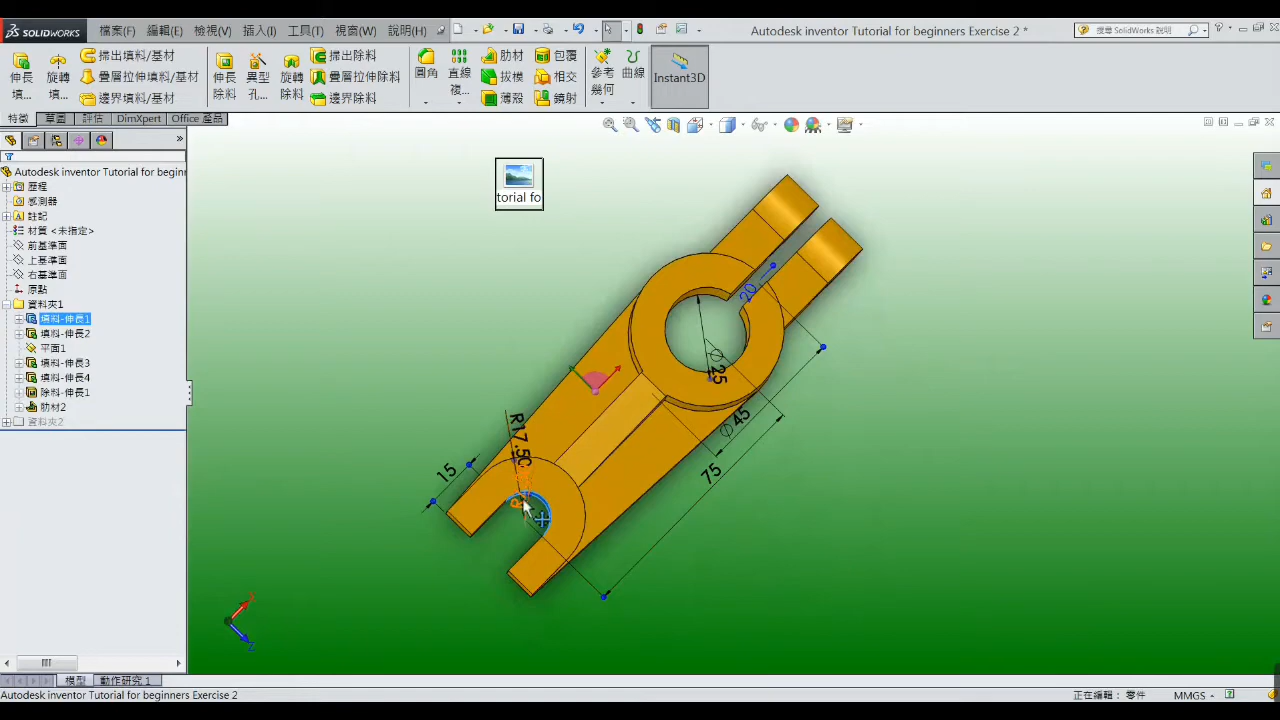 SOLIDWORKS 檔案(F) 編輯(E) 檢視(V) 插入(I) 工具(T) 視窗(W) 說明(H) Autodesk inventor Tutorial for beginners Exercise 2 * 搜尋 SolidWorks 說明
伸長填... 旋轉填... 掃出填料/基材 伸長除料 異型孔... 旋轉除料 掃出除料 圓角 直線複... 肋材 包覆 參考幾何 曲線 Instant3D
疊層拉伸填料/基材 疊層拉伸除料 拔模 相交
邊界填料/基材 邊界除料 薄殼 鏡射
特徵 草圖 評估 DimXpert Office 產品
Autodesk inventor Tutorial for beginn
歷程
感測器
註記
材質 <未指定>
前基準面
上基準面
右基準面
原點
資料夾1
填料-伸長1
填料-伸長2
平面1
填料-伸長3
填料-伸長4
除料-伸長1
肋材2
資料夾2
torial fo
20
∅25
∅45
R17.50
15
75
X
Z
模型 動作研究 1
Autodesk inventor Tutorial for beginners Exercise 2 正在編輯：零件 MMGS